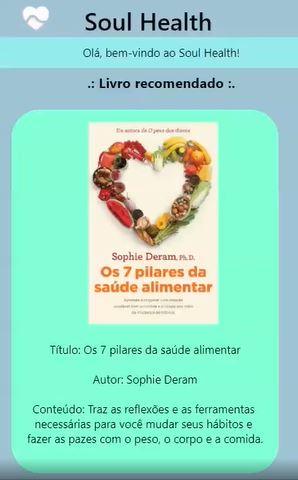 Soul Health
Olá, bem-vindo ao Soul Health!
.: Livro recomendado :.
Da autora de O peso das dietas
Sophie Deram, Ph.D.
Os 7 pilares da
saúde alimentar
Título: Os 7 pilares da saúde alimentar
Autor: Sophie Deram
Conteúdo: Traz as reflexões e as ferramentas
necessárias para você mudar seus hábitos e
fazer as pazes com o peso, o corpo e a comida.